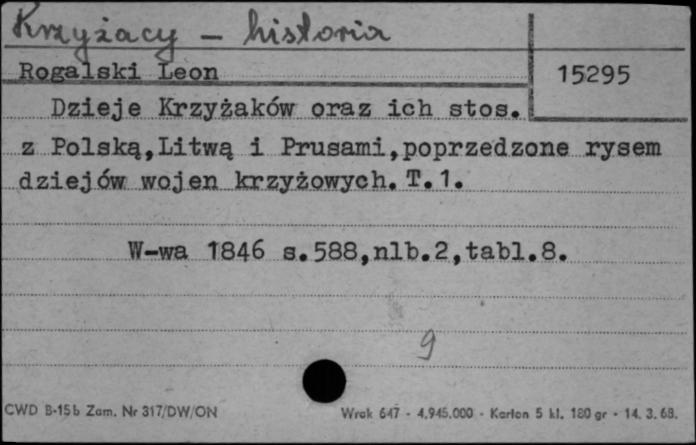 Krzyżacy – historia
Rogalski Leon
15295
Dzieje Krzyżaków oraz ich stos.
z Polską,Litwą i Prusami,poprzedzone rysem
dziejów wojen krzyżowych. T.1.
W-wa 1846 s.588,nlb.2,tabl.8.
9
CWD B-15b Zam. Nr 317/DW/ON
Wrak 647 - 4.945.000 - Karton 5 kl. 180 gr - 14. 3. 68.